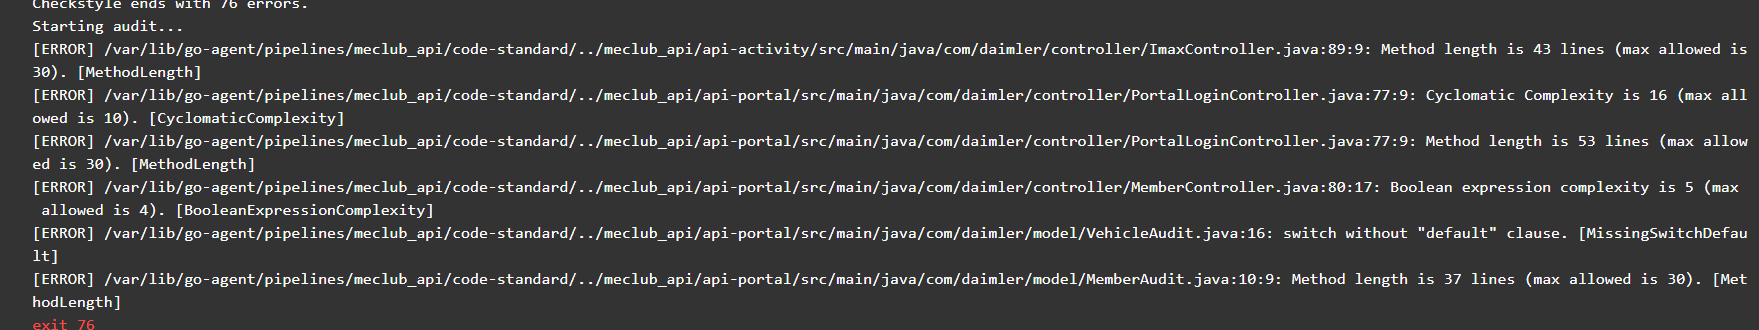 Checkstyle ends with 76 errors.
Starting audit...
[ERROR] /var/lib/go-agent/pipelines/meclub_api/code-standard/../meclub_api/api-activity/src/main/java/com/daimler/controller/ImaxController.java:89:9: Method length is 43 lines (max allowed is
30). [MethodLength]
[ERROR] /var/lib/go-agent/pipelines/meclub_api/code-standard/../meclub_api/api-portal/src/main/java/com/daimler/controller/PortalLoginController.java:77:9: Cyclomatic Complexity is 16 (max all
owed is 10). [CyclomaticComplexity]
[ERROR] /var/lib/go-agent/pipelines/meclub_api/code-standard/../meclub_api/api-portal/src/main/java/com/daimler/controller/PortalLoginController.java:77:9: Method length is 53 lines (max allow
ed is 30). [MethodLength]
[ERROR] /var/lib/go-agent/pipelines/meclub_api/code-standard/../meclub_api/api-portal/src/main/java/com/daimler/controller/MemberController.java:80:17: Boolean expression complexity is 5 (max
allowed is 4). [BooleanExpressionComplexity]
[ERROR] /var/lib/go-agent/pipelines/meclub_api/code-standard/../meclub_api/api-portal/src/main/java/com/daimler/model/VehicleAudit.java:16: switch without "default" clause. [MissingSwitchDefau
lt]
[ERROR] /var/lib/go-agent/pipelines/meclub_api/code-standard/../meclub_api/api-portal/src/main/java/com/daimler/model/MemberAudit.java:10:9: Method length is 37 lines (max allowed is 30). [Met
hodLength]
exit 76